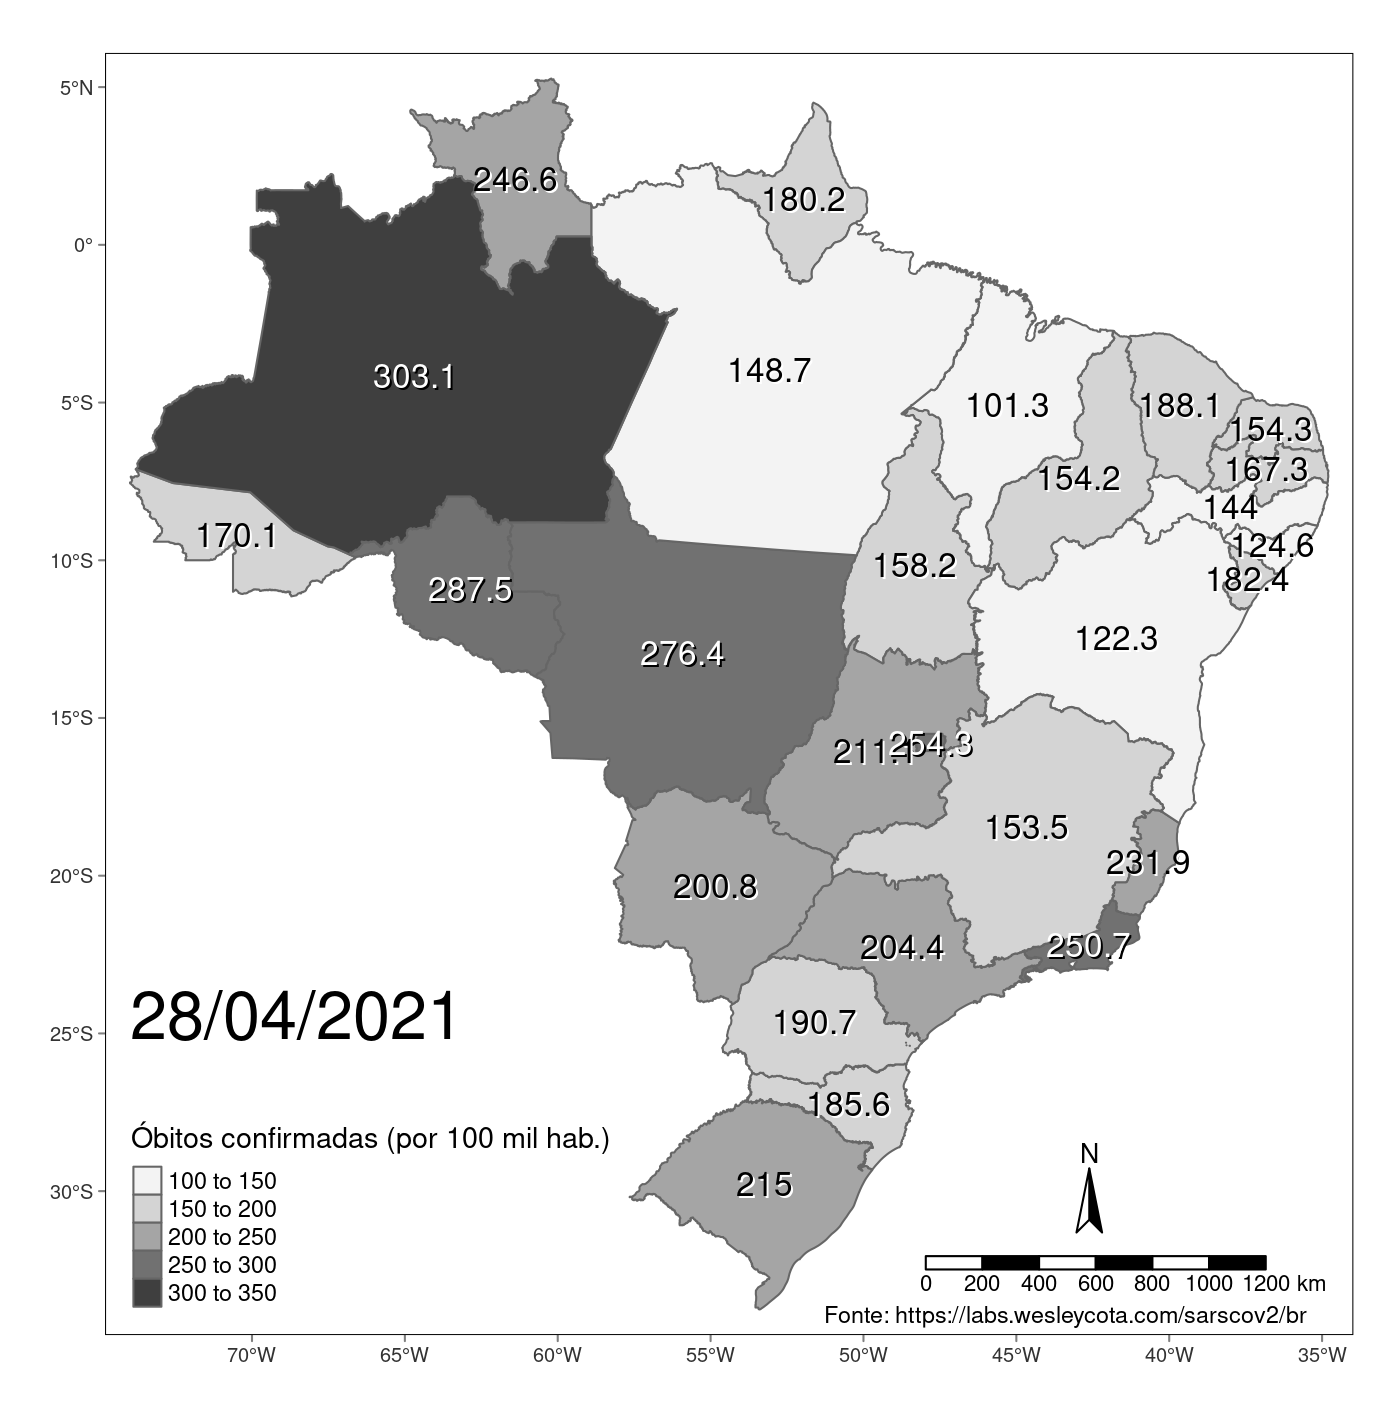 5°N
0°
5°S
10°S
15°S
20°S
25°S
30°S
246.6
180.2
303.1
148.7
101.3
188.1
154.3
167.3
154.2
144
170.1
124.6
158.2
182.4
287.5
122.3
276.4
211.1
254.3
153.5
231.9
200.8
204.4
250.7
190.7
185.6
215
28/04/2021
Óbitos confirmadas (por 100 mil hab.)
100 to 150
150 to 200
200 to 250
250 to 300
300 to 350
N
0 200 400 600 800 1000 1200 km
Fonte: https://labs.wesleycota.com/sarscov2/br
70°W 65°W 60°W 55°W 50°W 45°W 40°W 35°W